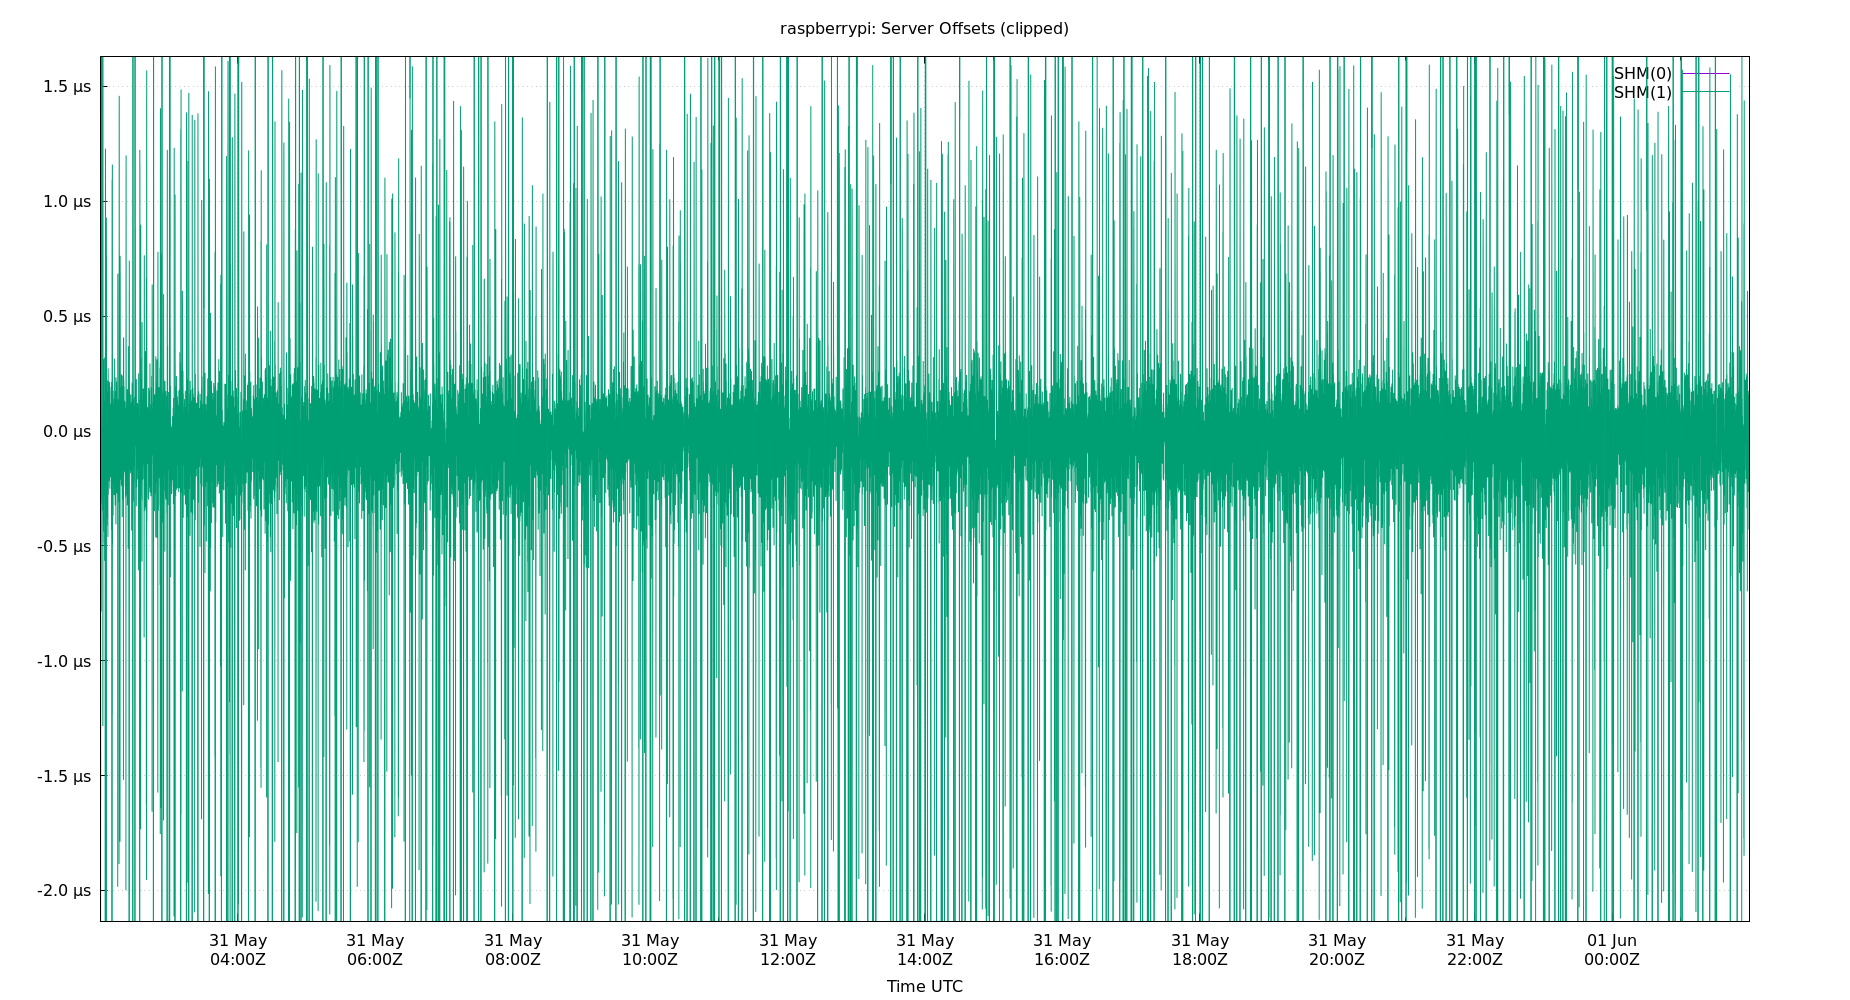 raspberrypi: Server Offsets (clipped)
SHM(0)
SHM(1)
1.5 µs
1.0 µs
0.5 µs
0.0 µs
-0.5 µs
-1.0 µs
-1.5 µs
-2.0 µs
31 May 31 May 31 May 31 May 31 May 31 May 31 May 31 May 31 May 31 May 01 Jun
04:00Z 06:00Z 08:00Z 10:00Z 12:00Z 14:00Z 16:00Z 18:00Z 20:00Z 22:00Z 00:00Z
Time UTC